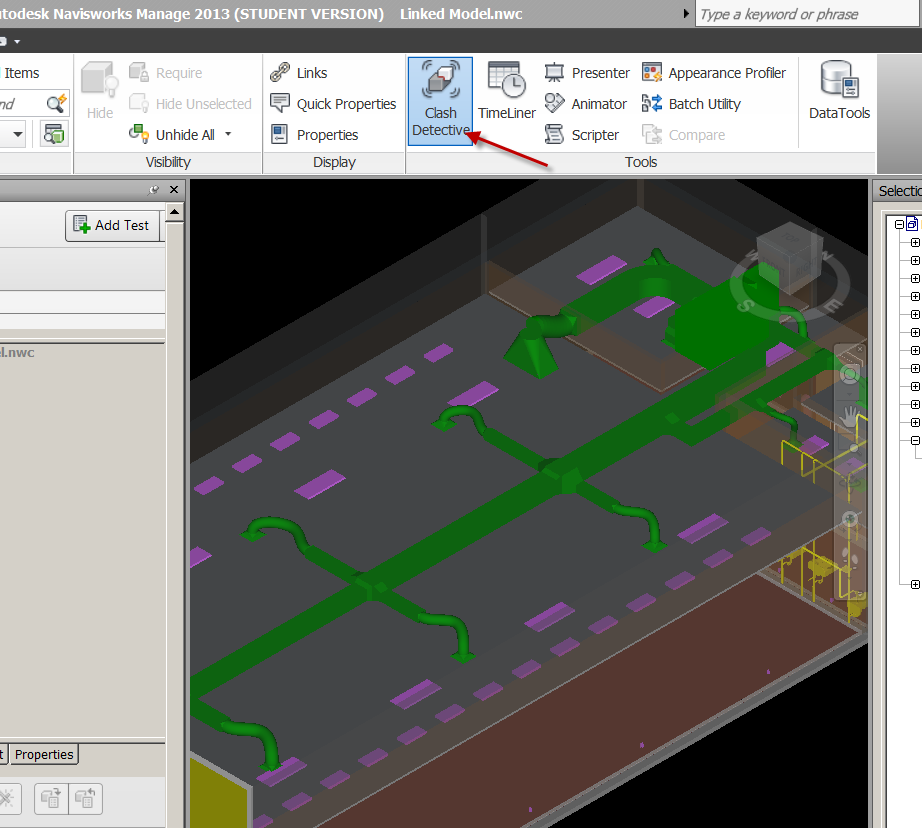 utodesk Navisworks Manage 2013 (STUDENT VERSION) Linked Model.nwc
Type a keyword or phrase
Items
nd
Hide
Require
Hide Unselected
Unhide All
Visibility
Links
Quick Properties
Properties
Display
Clash
Detective
TimeLiner
Presenter
Animator
Scripter
Appearance Profiler
Batch Utility
Compare
Tools
DataTools
Add Test
Selectio
el.nwc
t
Properties
S
E